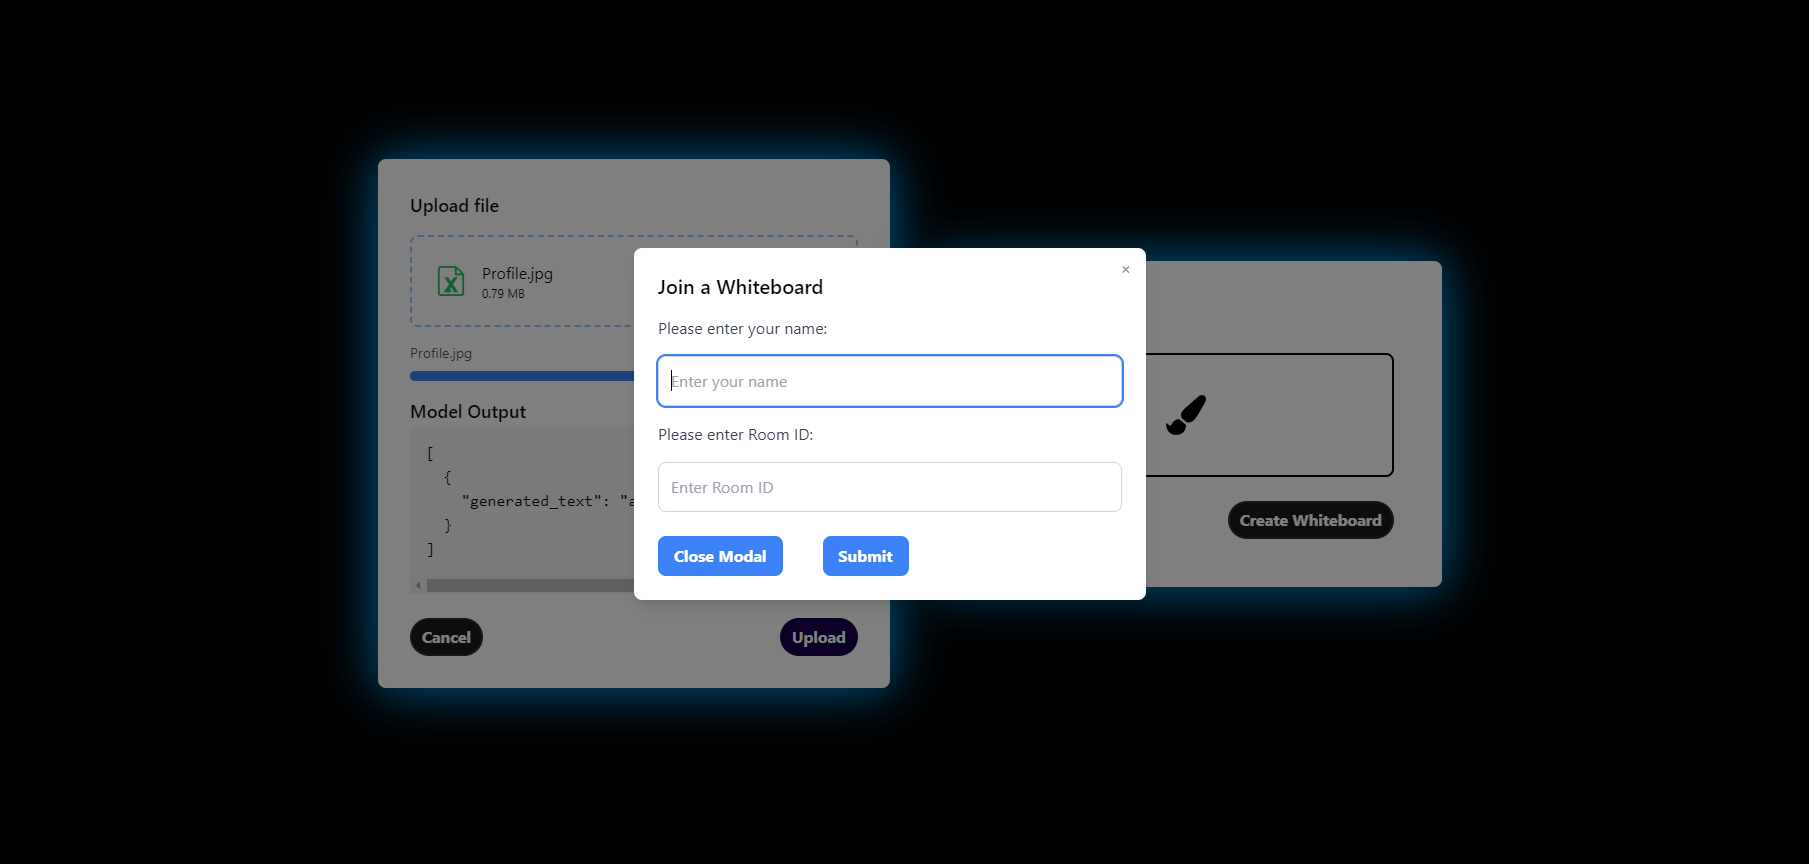 Upload file
Profile.jpg
0.79 MB
Profile.jpg
Model Output
[
{
"generated_text": "a
}
]
Cancel
Upload
Join a Whiteboard
×
Please enter your name:
Enter your name
Please enter Room ID:
Enter Room ID
Close Modal
Submit
Create Whiteboard